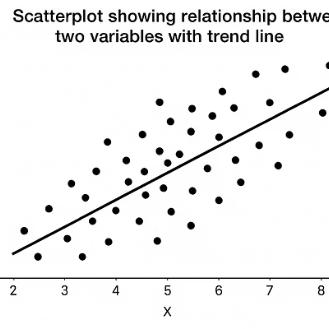 Scatterplot showing relationship betwe
two variables with trend line
2 3 4 5 6 7 8
X